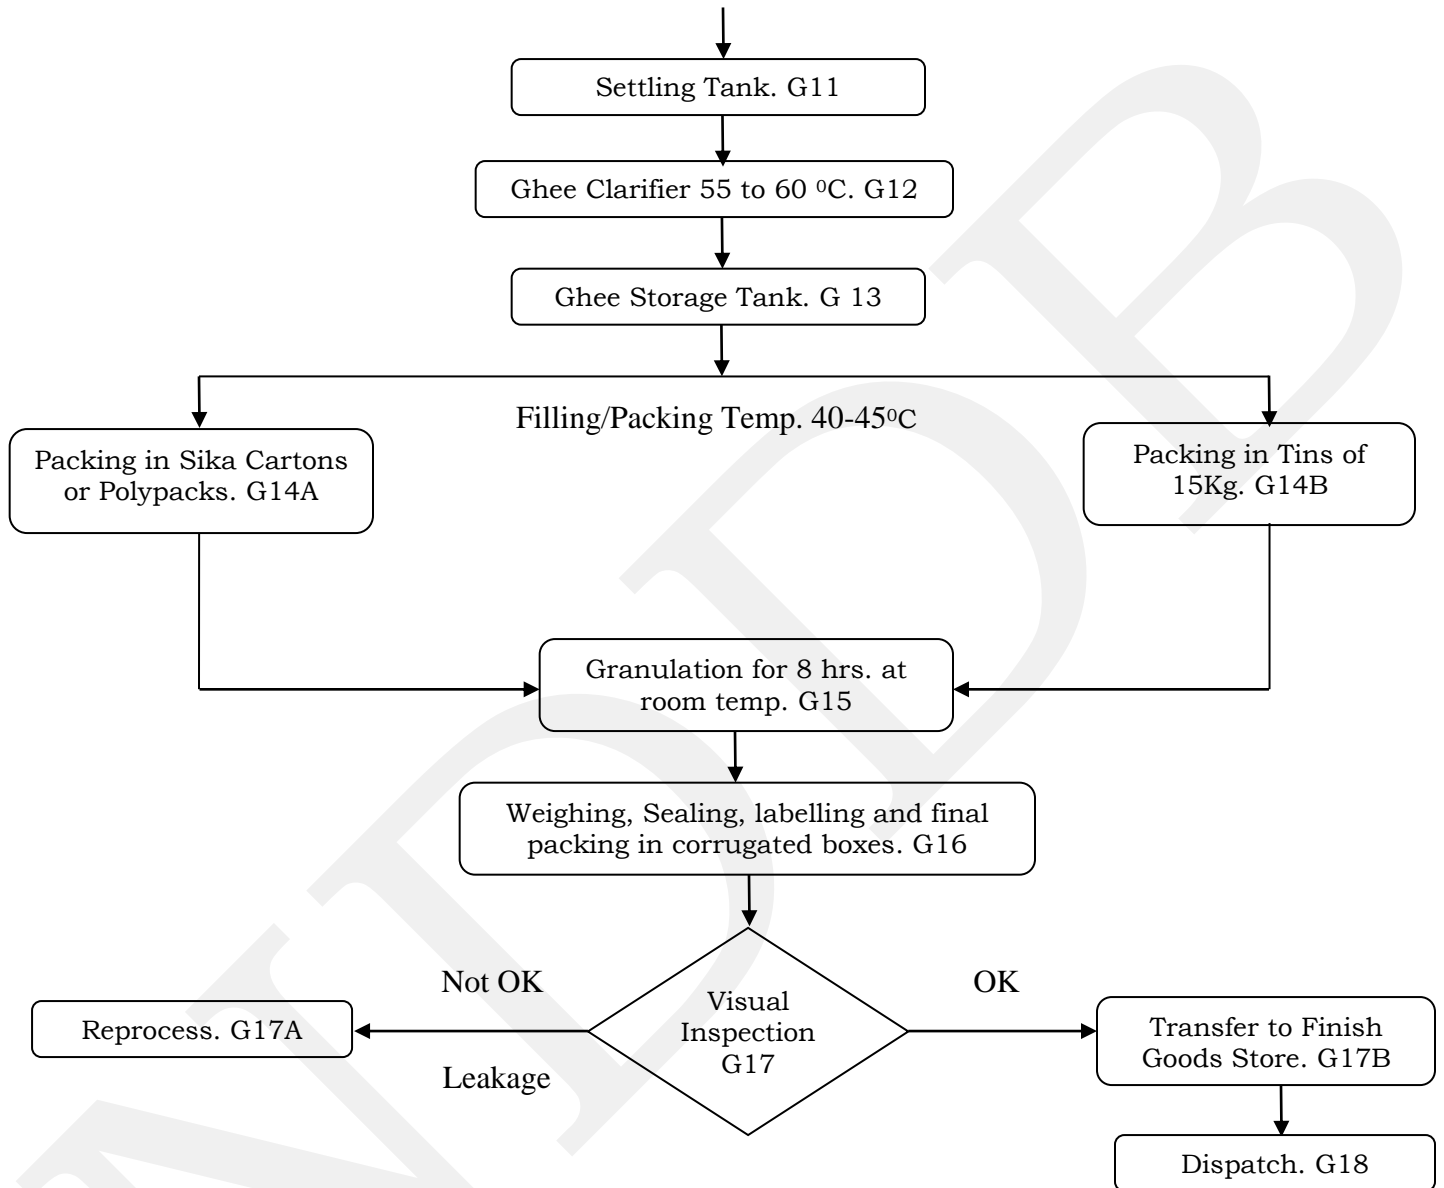 Settling Tank. G11
Ghee Clarifier 55 to 60 ⁰C. G12
Ghee Storage Tank. G 13
Filling/Packing Temp. 40-45⁰C
Packing in Sika Cartons
or Polypacks. G14A
Packing in Tins of
15Kg. G14B
Granulation for 8 hrs. at
room temp. G15
Weighing, Sealing, labelling and final
packing in corrugated boxes. G16
Not OK
OK
Visual
Inspection
G17
Reprocess. G17A
Leakage
Transfer to Finish
Goods Store. G17B
Dispatch. G18
NDDB